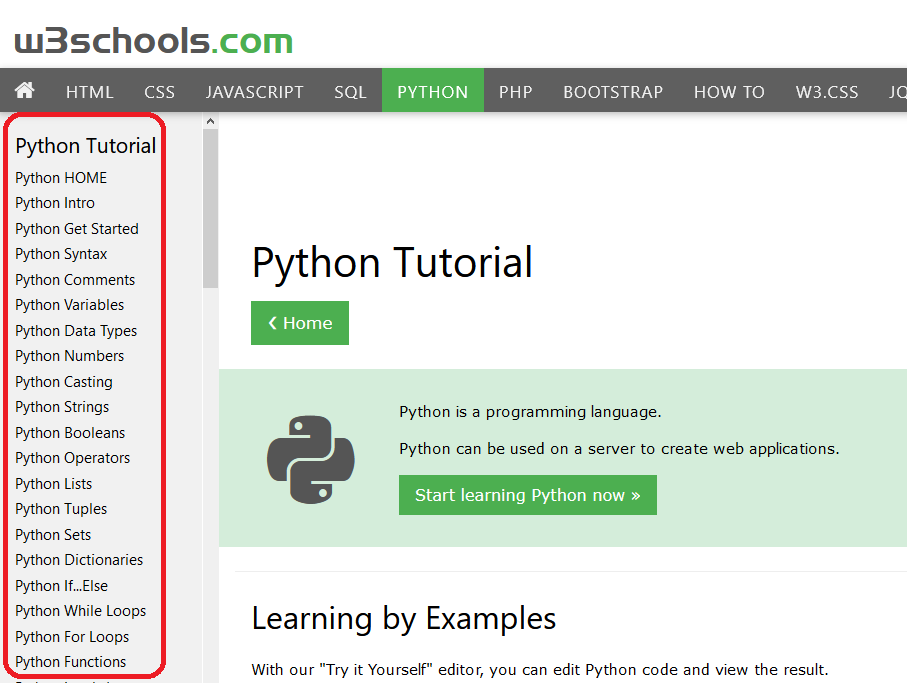 w3schools.com
HTML CSS JAVASCRIPT SQL PYTHON PHP BOOTSTRAP HOW TO W3.CSS JQ
Python Tutorial
Python HOME
Python Intro
Python Get Started
Python Syntax
Python Comments
Python Variables
Python Data Types
Python Numbers
Python Casting
Python Strings
Python Booleans
Python Operators
Python Lists
Python Tuples
Python Sets
Python Dictionaries
Python If...Else
Python While Loops
Python For Loops
Python Functions
Python Tutorial
❮ Home
Python is a programming language.
Python can be used on a server to create web applications.
Start learning Python now »
Learning by Examples
With our "Try it Yourself" editor, you can edit Python code and view the result.